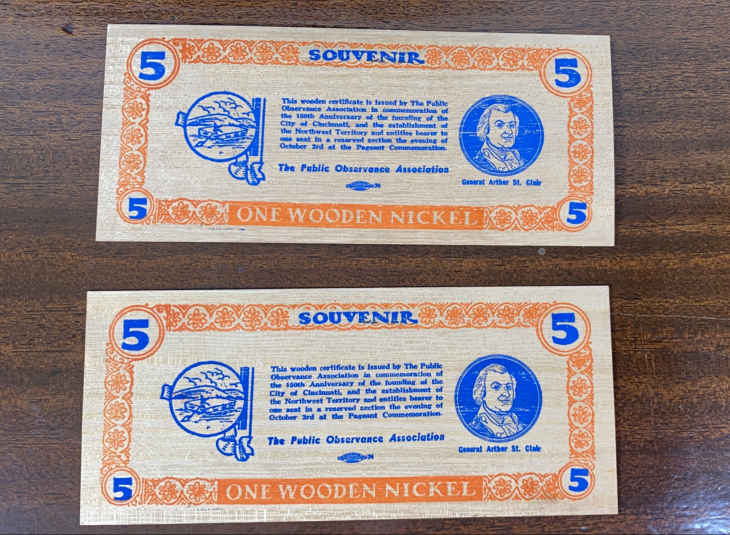 5 SOUVENIR 5
This wooden certificate is issued by The Public
Observance Association in commemoration of
the 150th Anniversary of the founding of the
City of Cincinnati, and the establishment of
the Northwest Territory and entitles bearer to
one seat in a reserved section the evening of
October 3rd at the Pageant Commemoration.
The Public Observance Association
General Arther St. Clair
5 ONE WOODEN NICKEL 5
5 SOUVENIR 5
This wooden certificate is issued by The Public
Observance Association in commemoration of
the 150th Anniversary of the founding of the
City of Cincinnati, and the establishment of
the Northwest Territory and entitles bearer to
one seat in a reserved section the evening of
October 3rd at the Pageant Commemoration.
The Public Observance Association
General Arther St. Clair
5 ONE WOODEN NICKEL 5